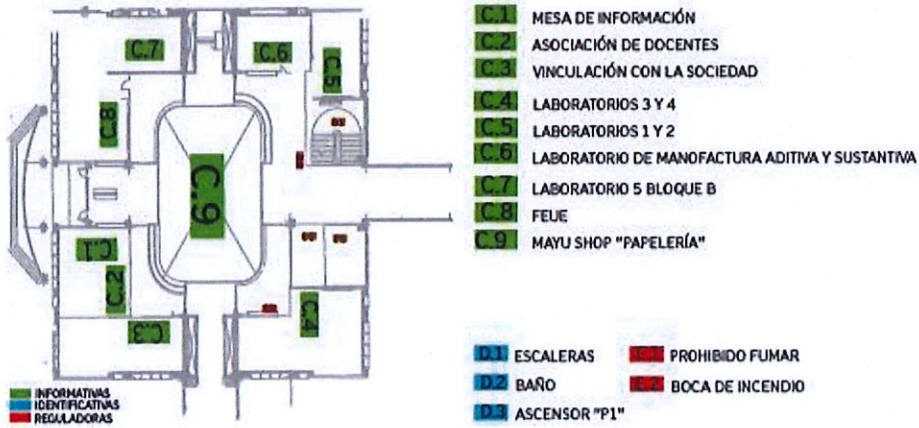 C.7
C.6
C.5
C.8
C.9
C.1
C.2
C.3
C.4
INFORMATIVAS
IDENTIFICATIVAS
REGULADORAS
C.1 MESA DE INFORMACIÓN
C.2 ASOCIACIÓN DE DOCENTES
C.3 VINCULACIÓN CON LA SOCIEDAD
C.4 LABORATORIOS 3 Y 4
C.5 LABORATORIOS 1 Y 2
C.6 LABORATORIO DE MANOFACTURA ADITIVA Y SUSTANTIVA
C.7 LABORATORIO 5 BLOQUE B
C.8 FEUE
C.9 MAYU SHOP "PAPELERÍA"
D.1 ESCALERAS
D.2 BAÑO
D.3 ASCENSOR "P1"
E.1 PROHIBIDO FUMAR
E.2 BOCA DE INCENDIO